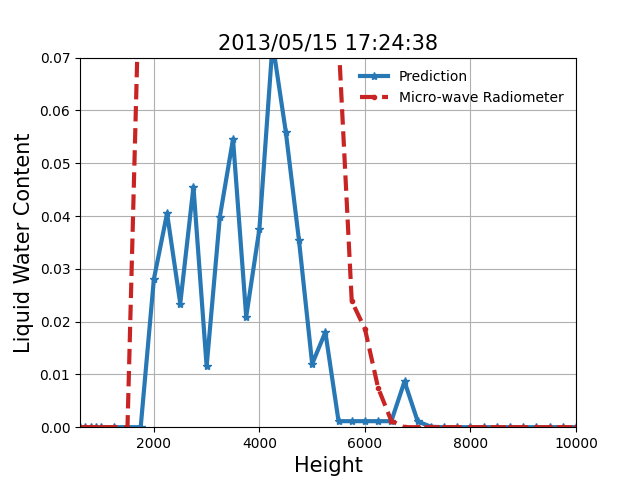 2013/05/15 17:24:38
0.07
0.06
0.05
0.04
0.03
0.02
0.01
0.00
Liquid Water Content
Prediction
Micro-wave Radiometer
2000 4000 6000 8000 10000
Height